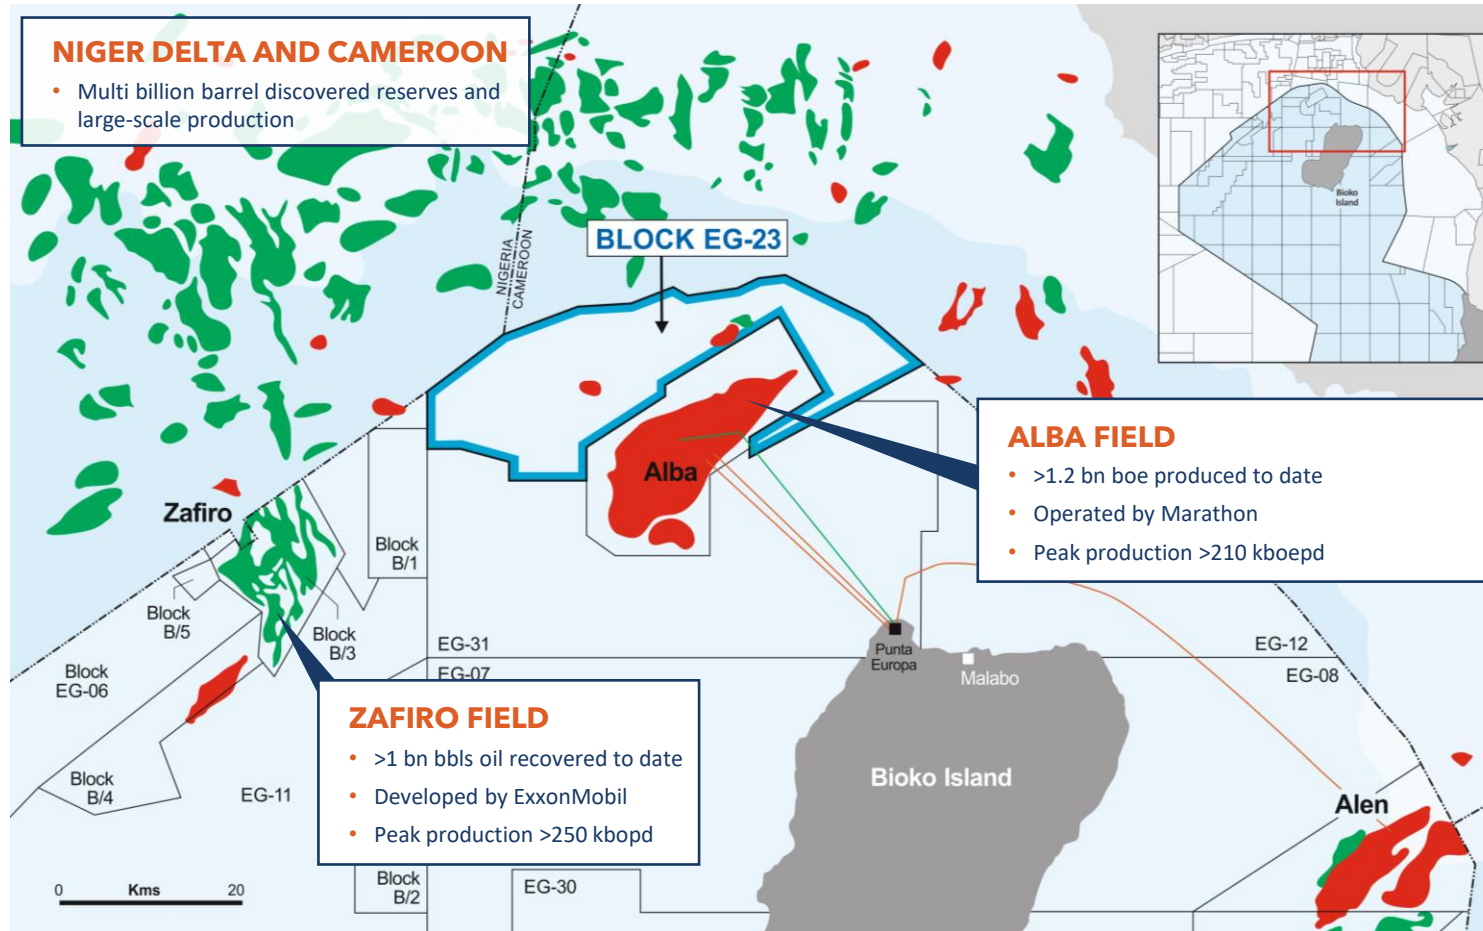 NIGER DELTA AND CAMEROON
• Multi billion barrel discovered reserves and
large-scale production
Bioko
Island
NIGERIA
CAMEROON
BLOCK EG-23
ALBA FIELD
• >1.2 bn boe produced to date
• Operated by Marathon
• Peak production >210 kboepd
Alba
Zafiro
Block
B/1
Block
B/5
Block
B/3
Block
EG-06
EG-31
EG-07
Punta
Europa
Malabo
EG-12
EG-08
ZAFIRO FIELD
• >1 bn bbls oil recovered to date
• Developed by ExxonMobil
• Peak production >250 kbopd
Block
B/4
EG-11
Bioko Island
Alen
0 Kms 20
Block
B/2
EG-30